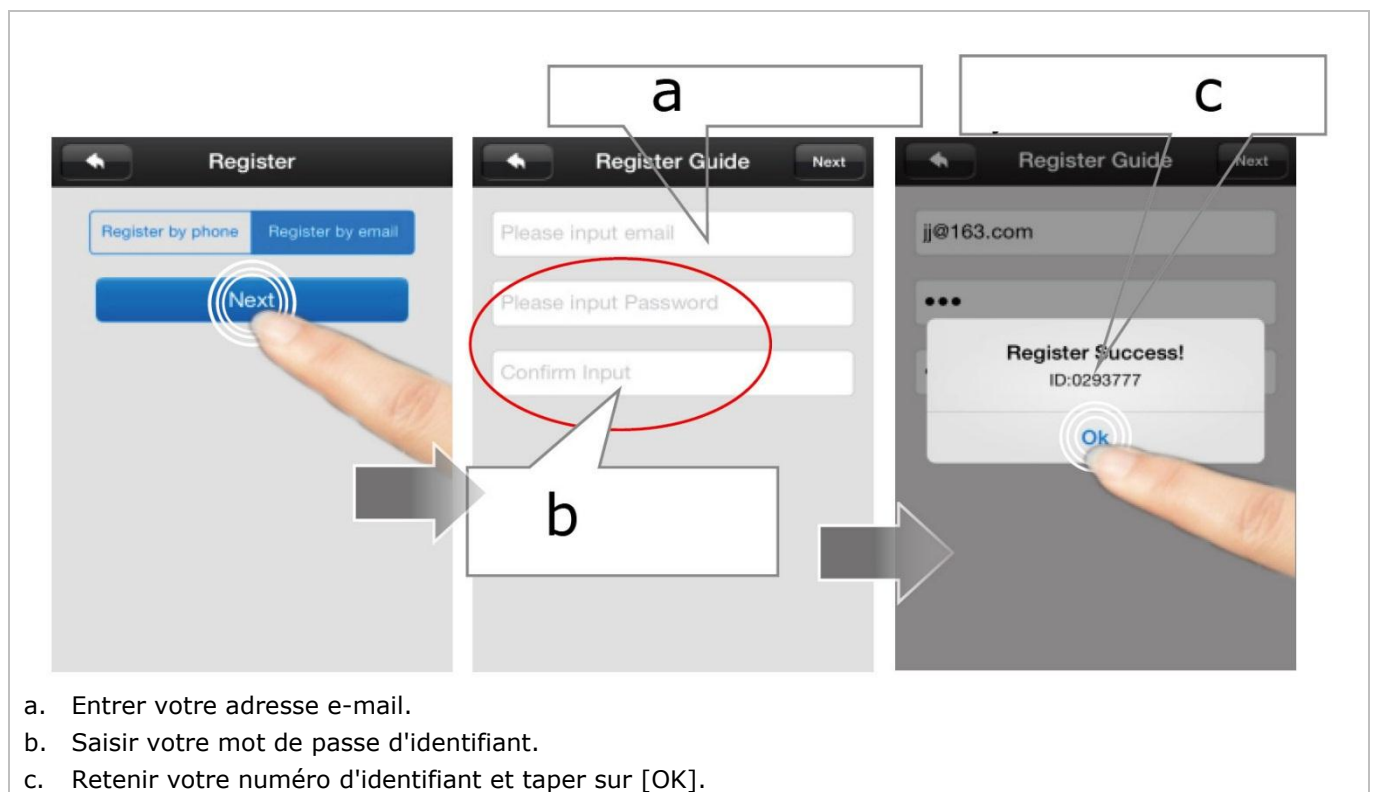 a
c
Register
Register by phone
Register by email
Next
Register Guide
Next
Please input email
Please input Password
Confirm Input
b
Register Guide
Next
jj@163.com
•••
Register Success!
ID:0293777
Ok
a. Entrer votre adresse e-mail.
b. Saisir votre mot de passe d'identifiant.
c. Retenir votre numéro d'identifiant et taper sur [OK].